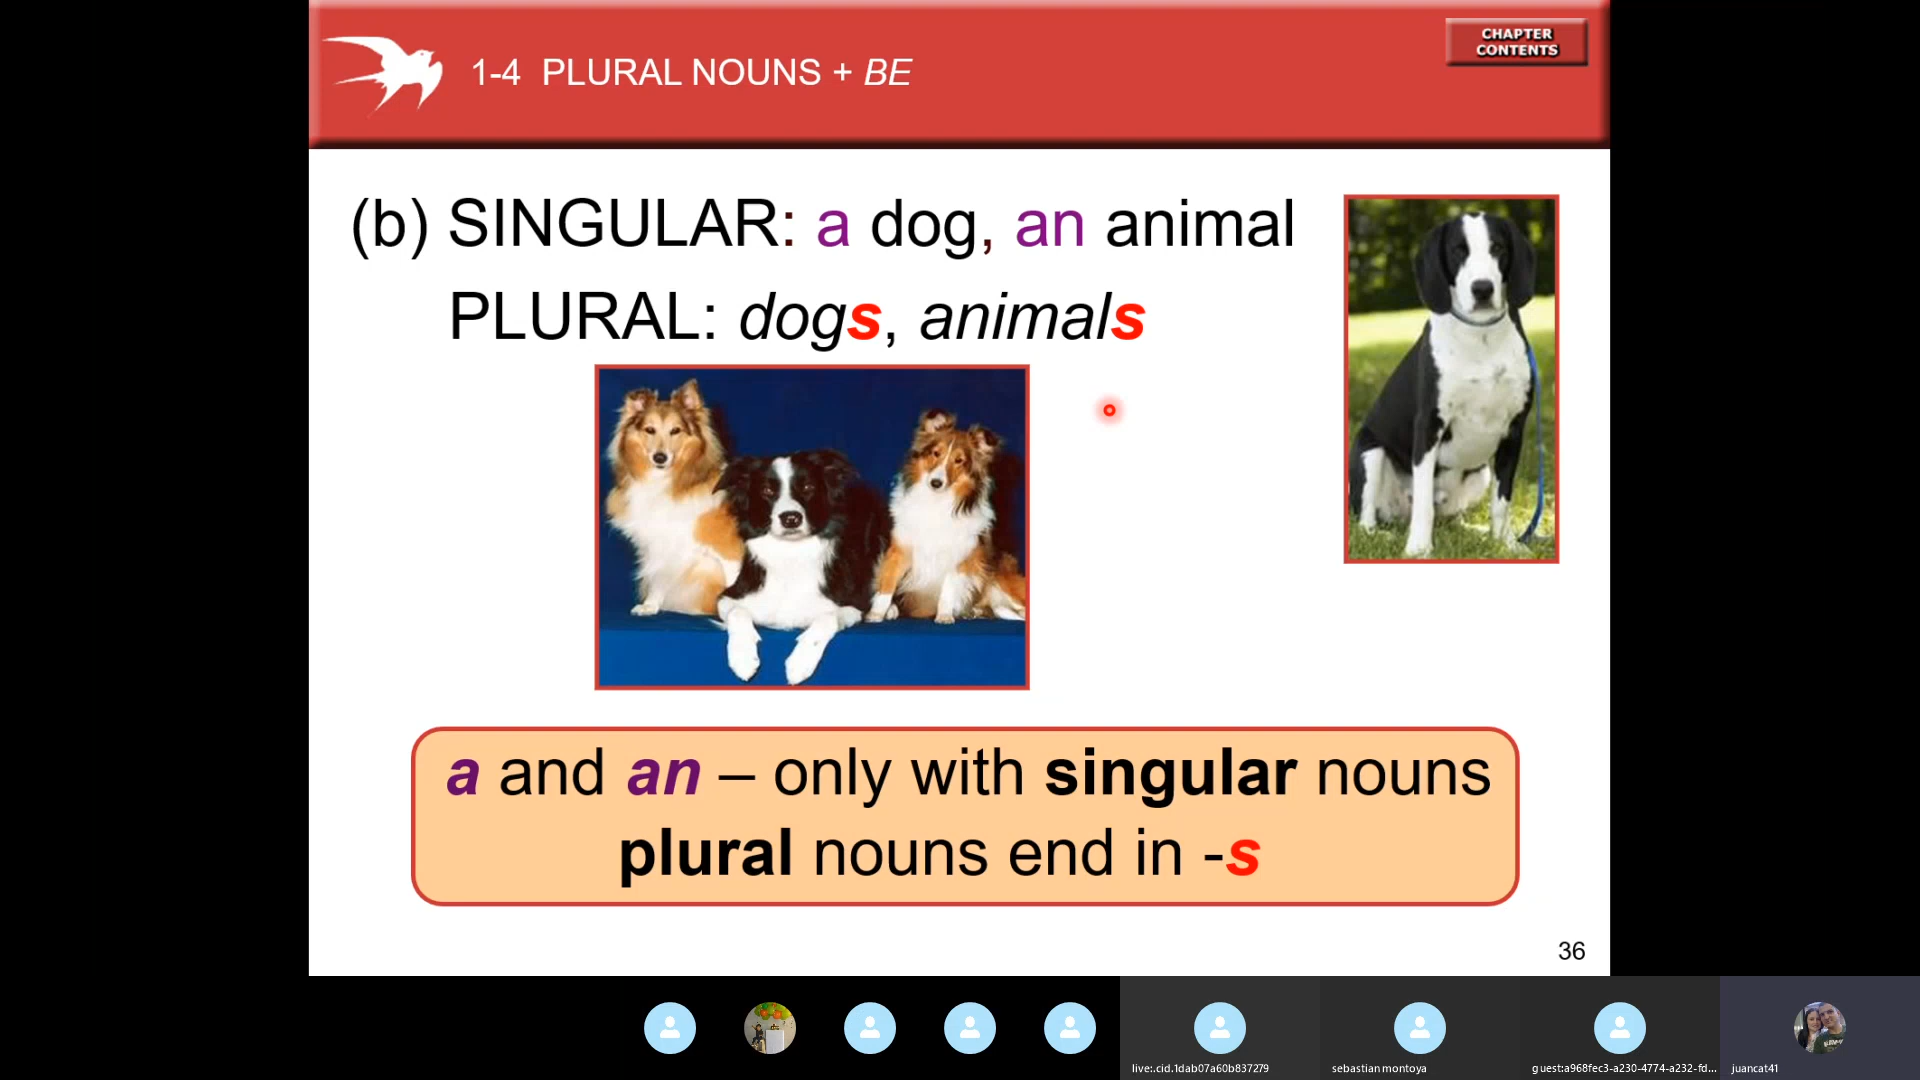 1-4 PLURAL NOUNS + BE
CHAPTER
CONTENTS
(b) SINGULAR: a dog, an animal
PLURAL: dogs, animals
a and an – only with singular nouns
plural nouns end in -s
36
live:.cid.1dab07a60b837279
sebastian montoya
guest:a968fec3-a230-4774-a232-fd...
juancat41